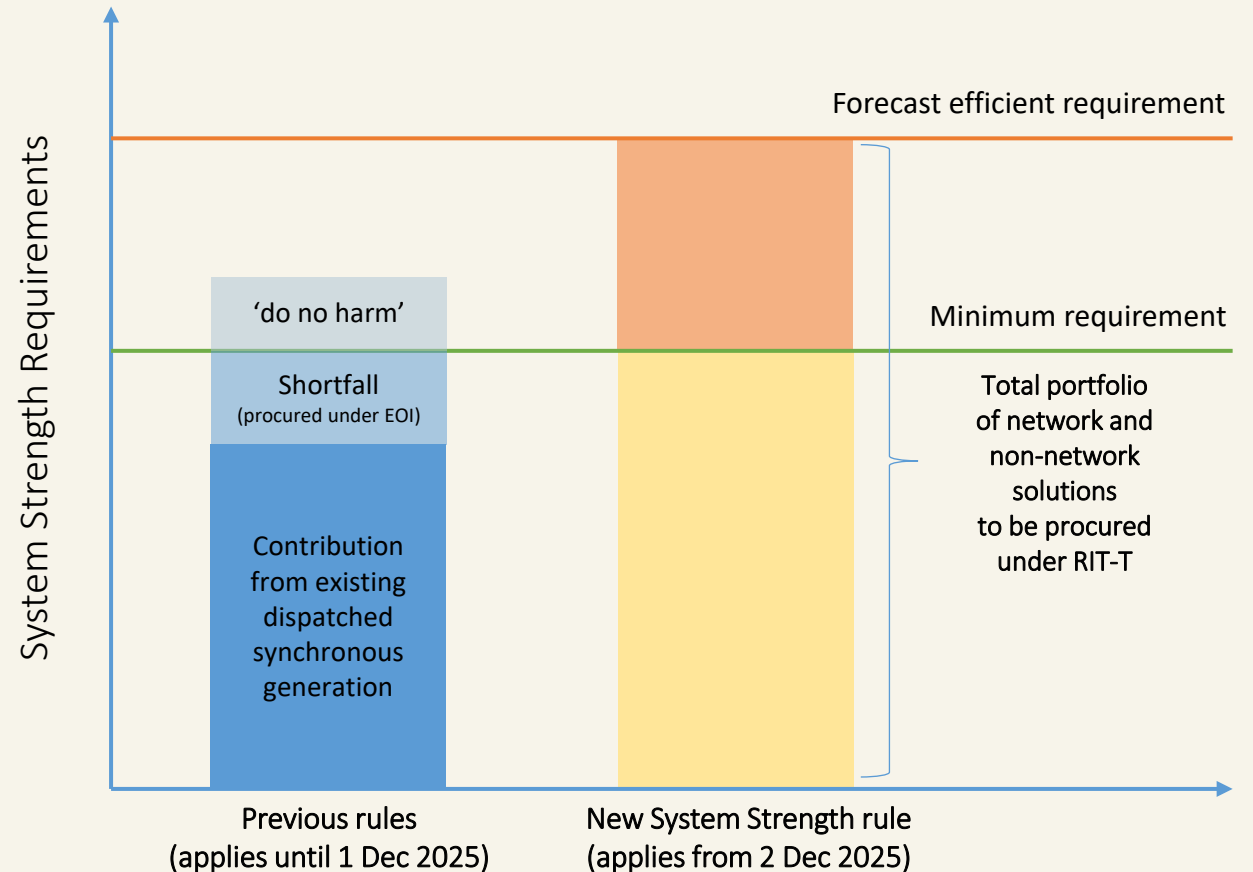 System Strength Requirements
Forecast efficient requirement
‘do no harm’
Minimum requirement
Shortfall
(procured under EOI)
Contribution
from existing
dispatched
synchronous
generation
Total portfolio
of network and
non-network
solutions
to be procured
under RIT-T
Previous rules
(applies until 1 Dec 2025)
New System Strength rule
(applies from 2 Dec 2025)